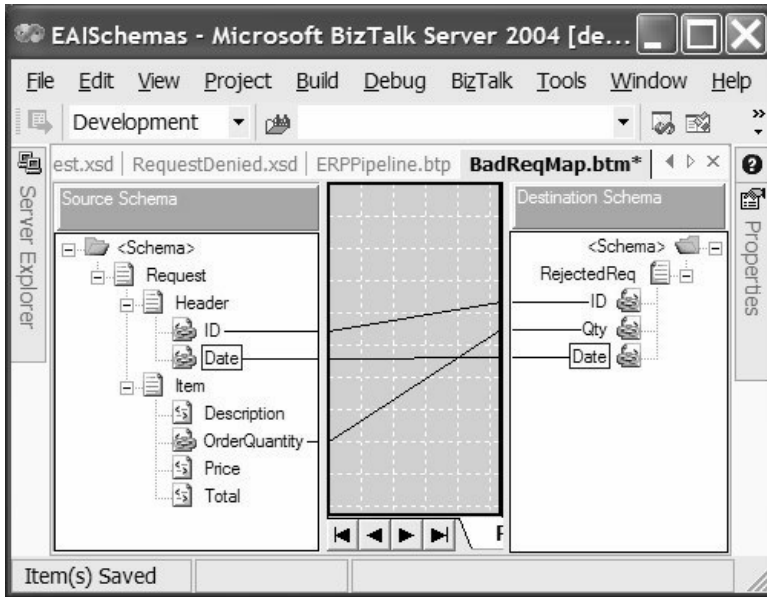 EAISchemas - Microsoft BizTalk Server 2004 [de...
File Edit View Project Build Debug BizTalk Tools Window Help
Development
est.xsd | RequestDenied.xsd | ERPPipeline.btp BadReqMap.btm*
Server Explorer
Properties
Source Schema
<Schema>
Request
Header
ID
Date
Item
Description
OrderQuantity
Price
Total
Destination Schema
<Schema>
RejectedReq
ID
Qty
Date
Item(s) Saved